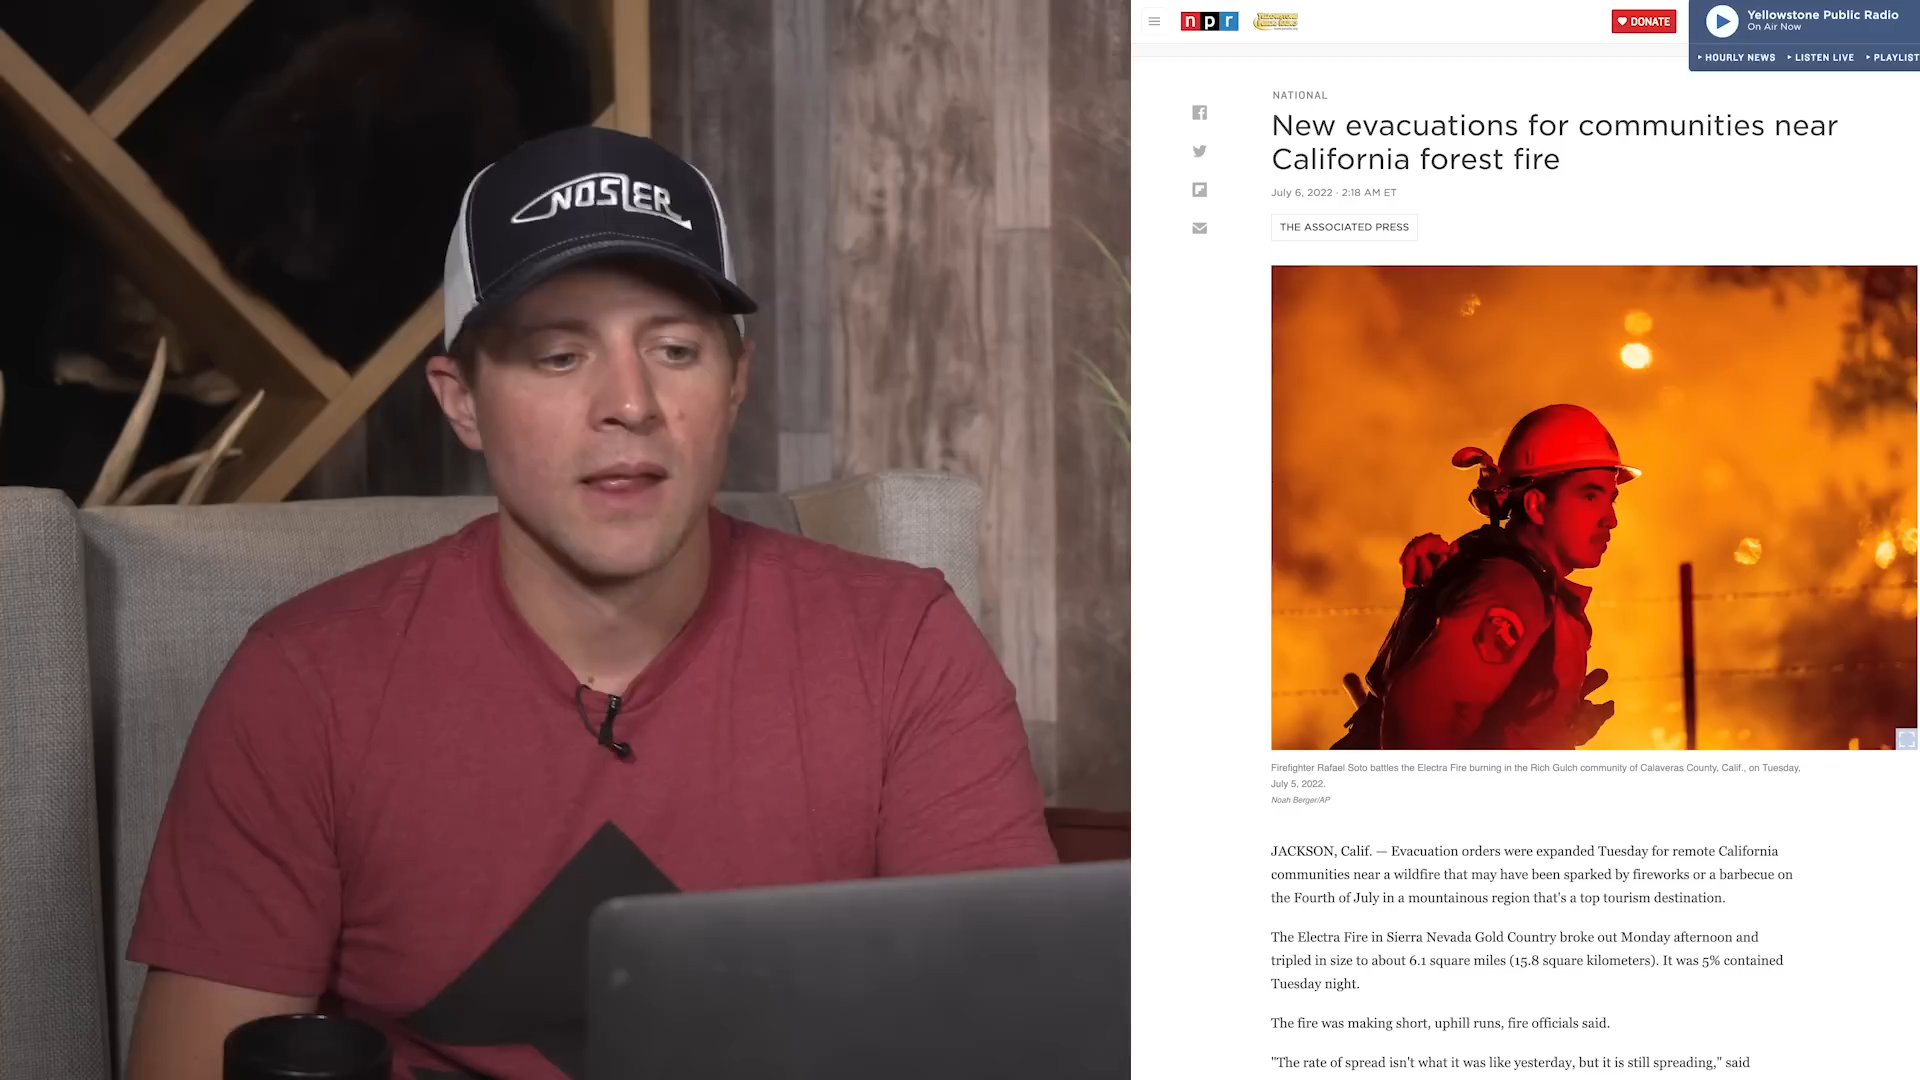 NOSLER
npr
DONATE
Yellowstone Public Radio
On Air Now
HOURLY NEWS
LISTEN LIVE
PLAYLIST
NATIONAL
New evacuations for communities near
California forest fire
July 6, 2022 · 2:18 AM ET
THE ASSOCIATED PRESS
Firefighter Rafael Soto battles the Electra Fire burning in the Rich Gulch community of Calaveras County, Calif., on Tuesday,
July 5, 2022.
Noah Berger/AP
JACKSON, Calif. — Evacuation orders were expanded Tuesday for remote California
communities near a wildfire that may have been sparked by fireworks or a barbecue on
the Fourth of July in a mountainous region that's a top tourism destination.
The Electra Fire in Sierra Nevada Gold Country broke out Monday afternoon and
tripled in size to about 6.1 square miles (15.8 square kilometers). It was 5% contained
Tuesday night.
The fire was making short, uphill runs, fire officials said.
"The rate of spread isn't what it was like yesterday, but it is still spreading," said